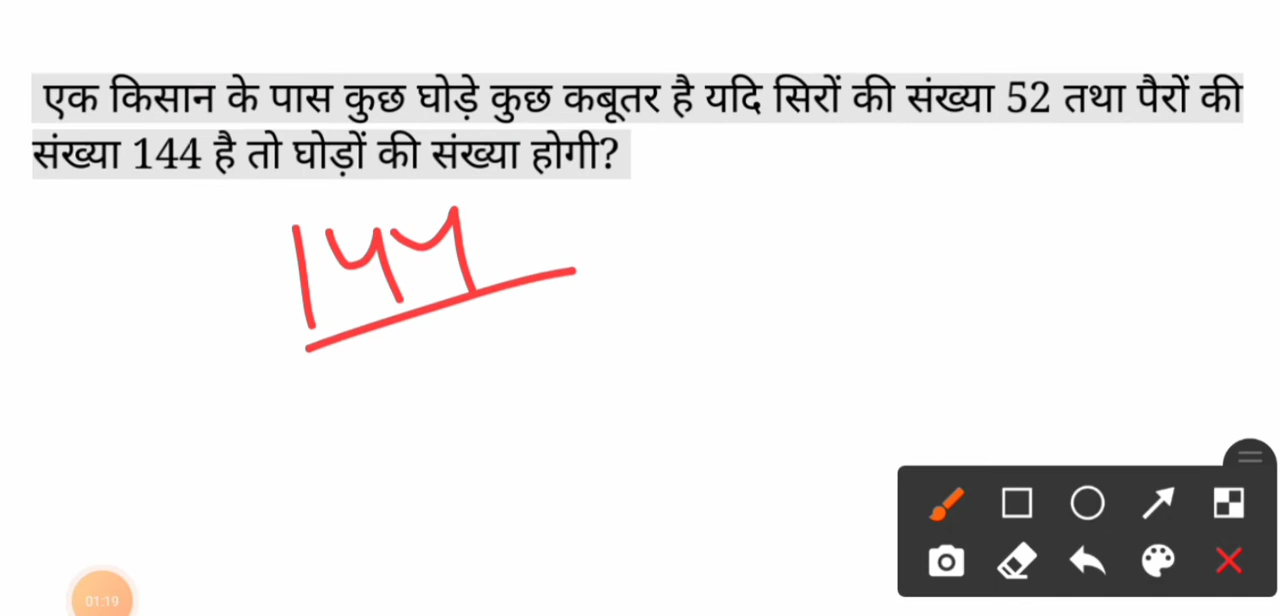 एक किसान के पास कुछ घोड़े कुछ कबूतर है यदि सिरों की संख्या 52 तथा पैरों की
संख्या 144 है तो घोड़ों की संख्या होगी?
144
01:19